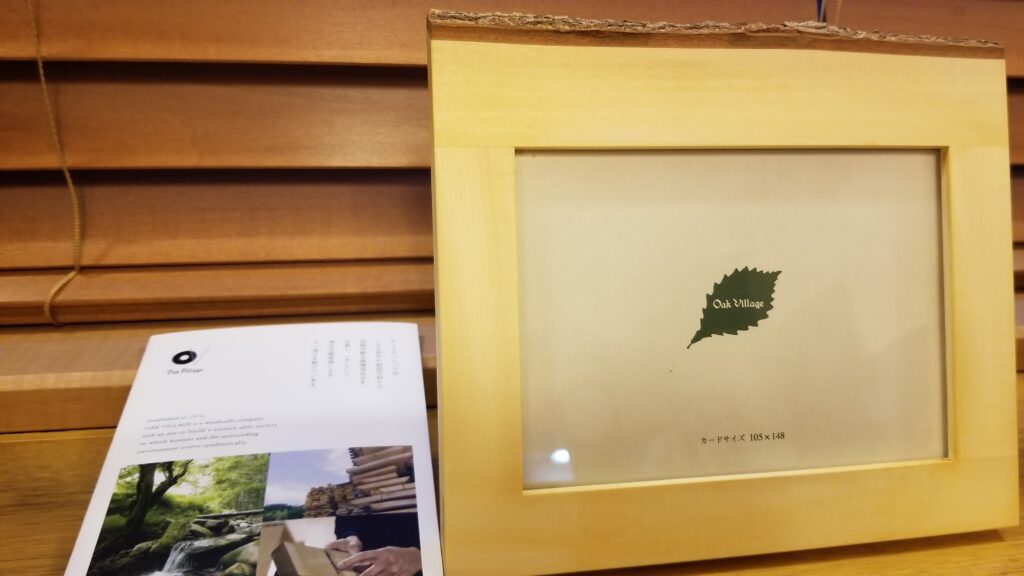 Oak Village
Established in 1974,
OAK VILLAGE is a woodcraft company
with an aim to build a sustainable society
in which humans and the surrounding
environment evolve symbiotically.
Oak Village
カードサイズ 105×148